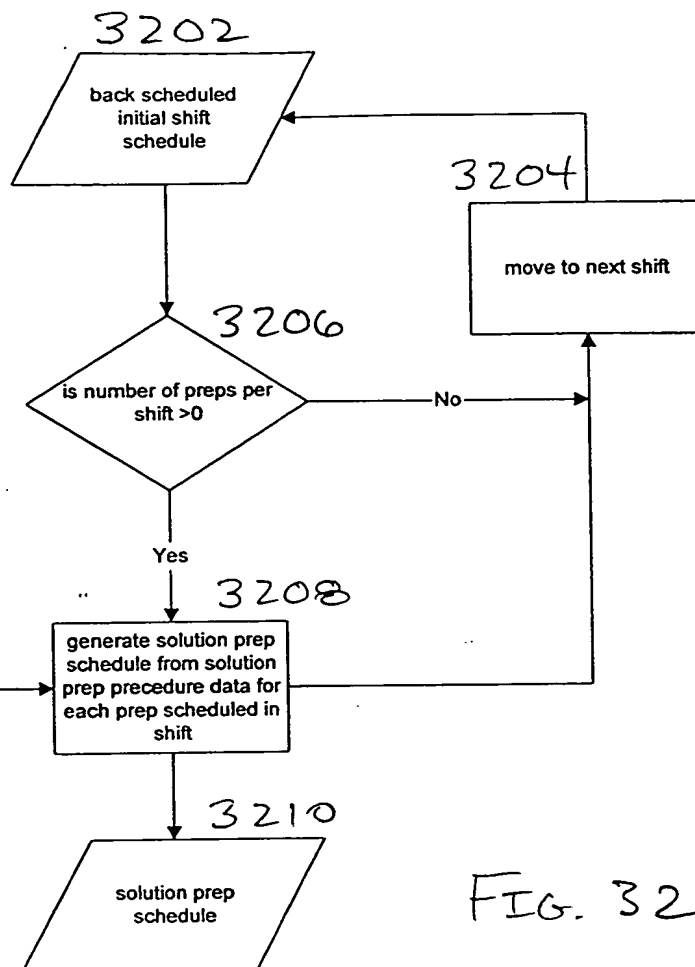 3202
back scheduled
initial shift
schedule
3204
move to next shift
3206
is number of preps per
shift >0
No
Yes
3208
generate solution prep
schedule from solution
prep precedure data for
each prep scheduled in
shift
3210
solution prep
schedule
FIG. 32